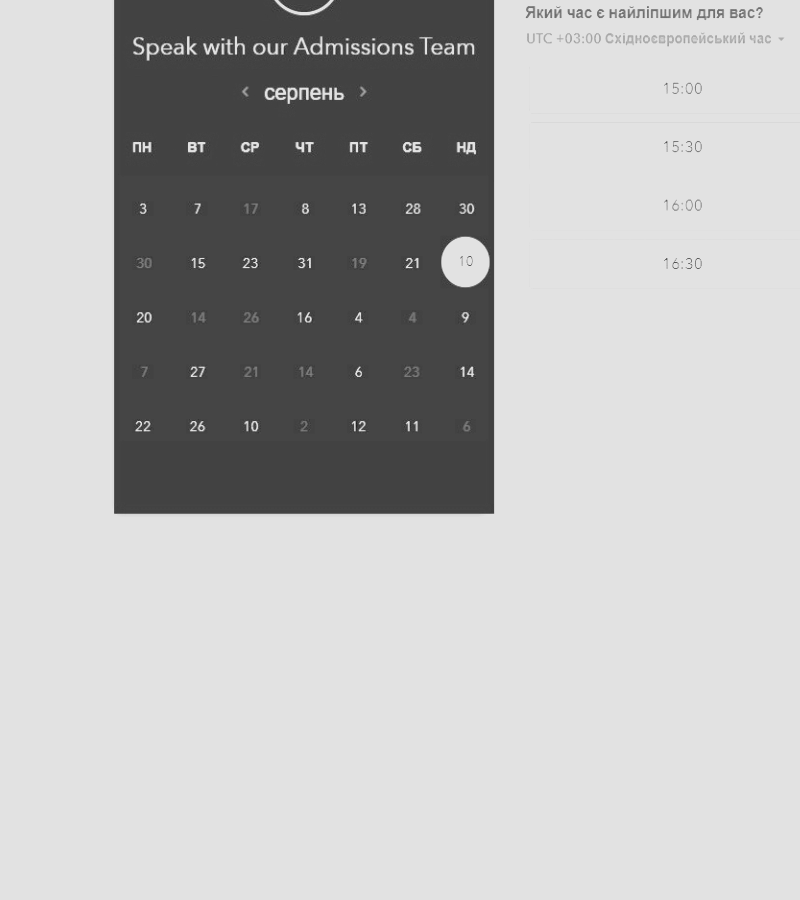 Speak with our Admissions Team
серпень
ПН ВТ СР ЧТ ПТ СБ НД
3 7 17 8 13 28 30
30 15 23 31 19 21 10
20 14 26 16 4 4 9
7 27 21 14 6 23 14
22 26 10 2 12 11 6
Який час є найліпшим для вас?
UTC +03:00 Східноєвропейський час
15:00
15:30
16:00
16:30